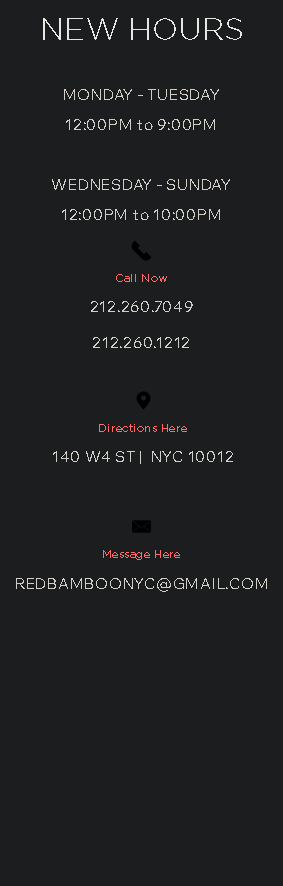 NEW HOURS
MONDAY - TUESDAY
12:00PM to 9:00PM
WEDNESDAY - SUNDAY
12:00PM to 10:00PM
Call Now
212.260.7049
212.260.1212
Directions Here
140 W4 ST | NYC 10012
Message Here
REDBAMBOONYC@GMAIL.COM